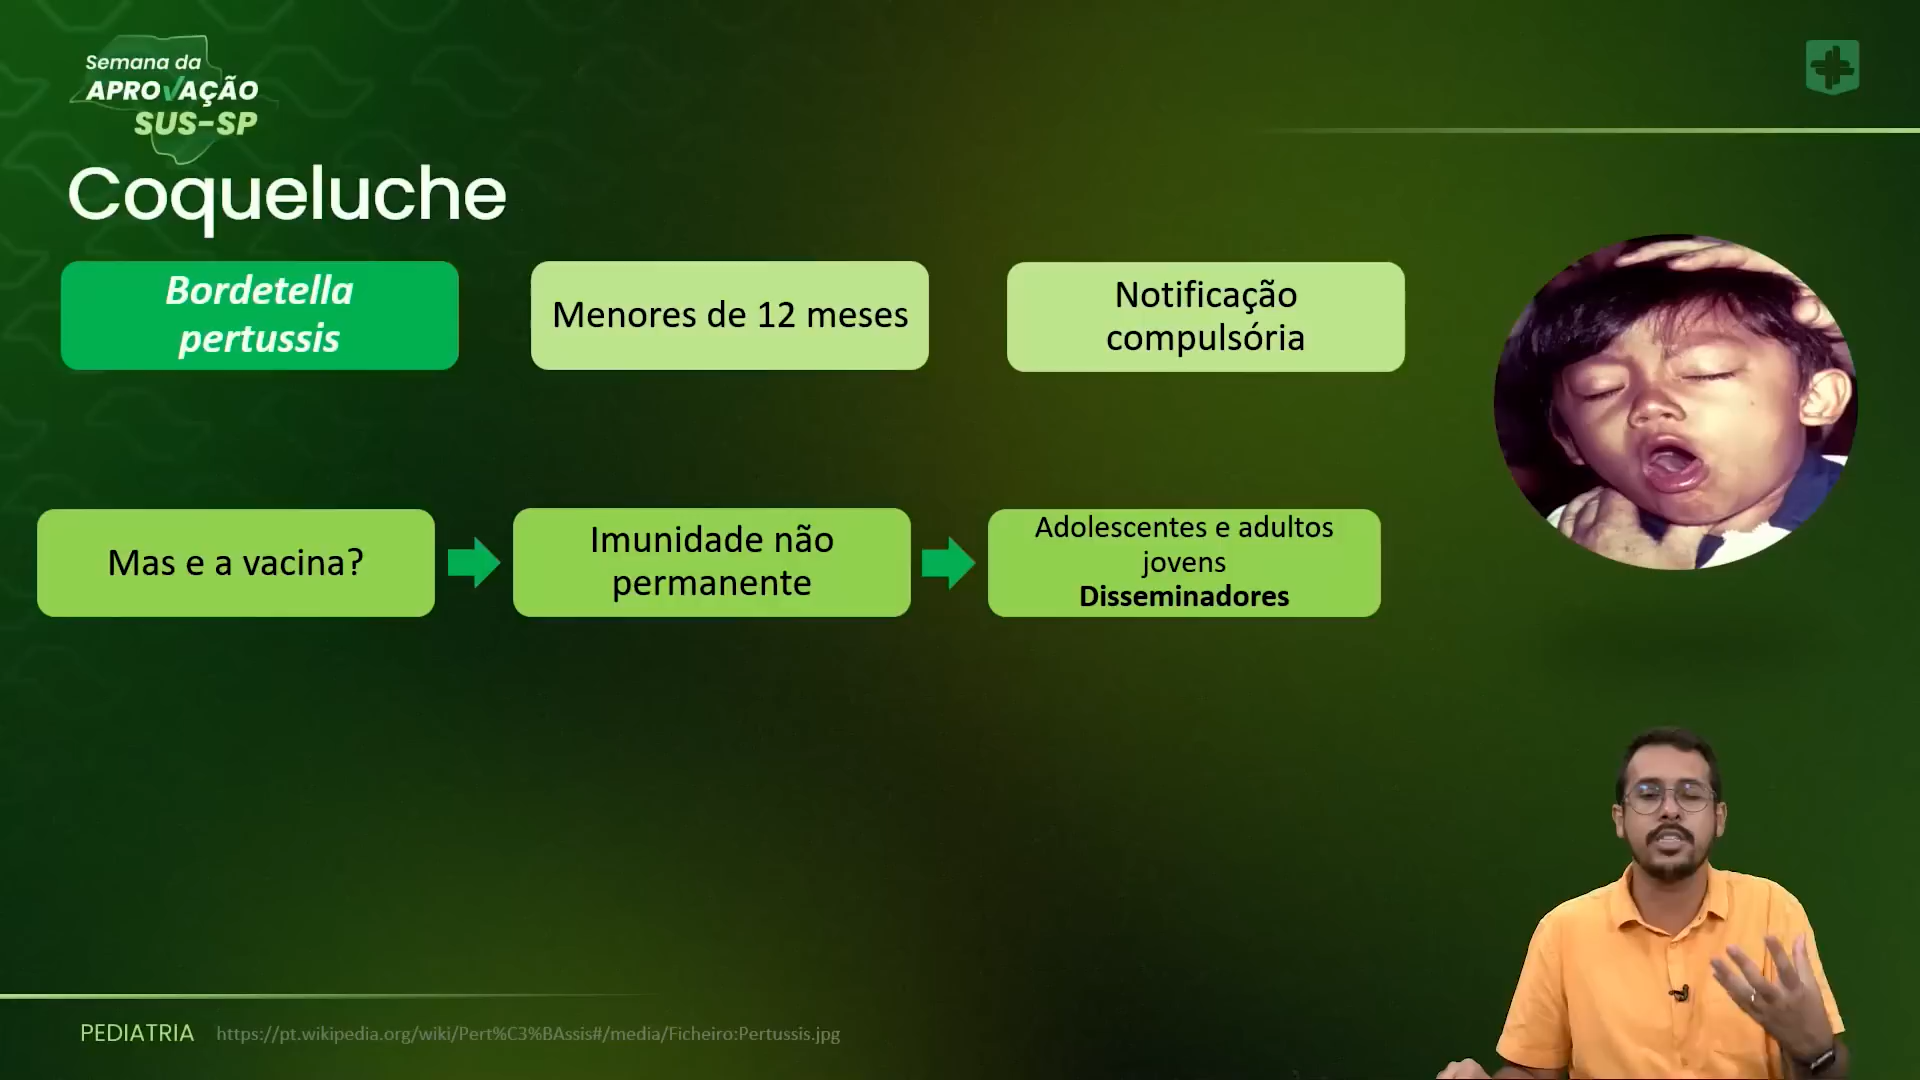 Semana da
APROVAÇÃO
SUS-SP
Coqueluche
Bordetella
pertussis
Menores de 12 meses
Notificação
compulsória
Mas e a vacina?
Imunidade não
permanente
Adolescentes e adultos
jovens
Disseminadores
PEDIATRIA
https://pt.wikipedia.org/wiki/Pert%C3%BAssis#/media/Ficheiro:Pertussis.jpg